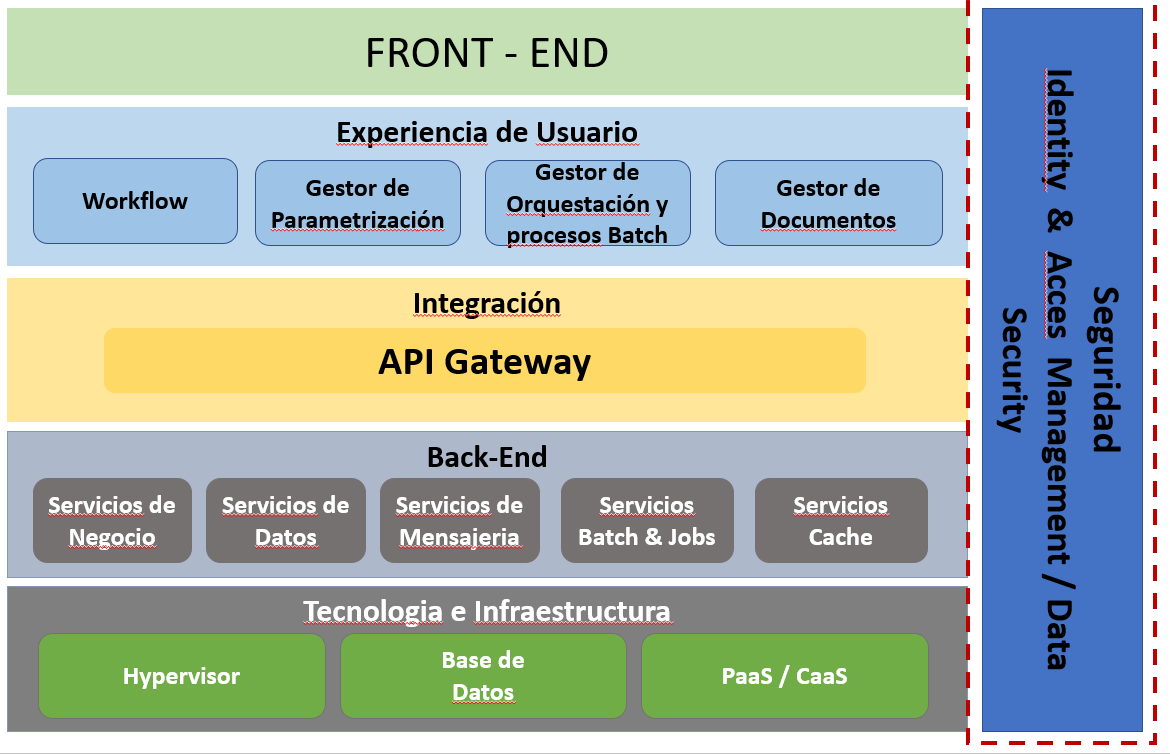 FRONT - END
Experiencia de Usuario
Workflow
Gestor de
Parametrización
Gestor de
Orquestación y
procesos Batch
Gestor de
Documentos
Integración
API Gateway
Back-End
Servicios de
Negocio
Servicios de
Datos
Servicios de
Mensajeria
Servicios
Batch & Jobs
Servicios
Cache
Tecnologia e Infraestructura
Hypervisor
Base de
Datos
PaaS / CaaS
Seguridad
Identity & Acces Management / Data
Security